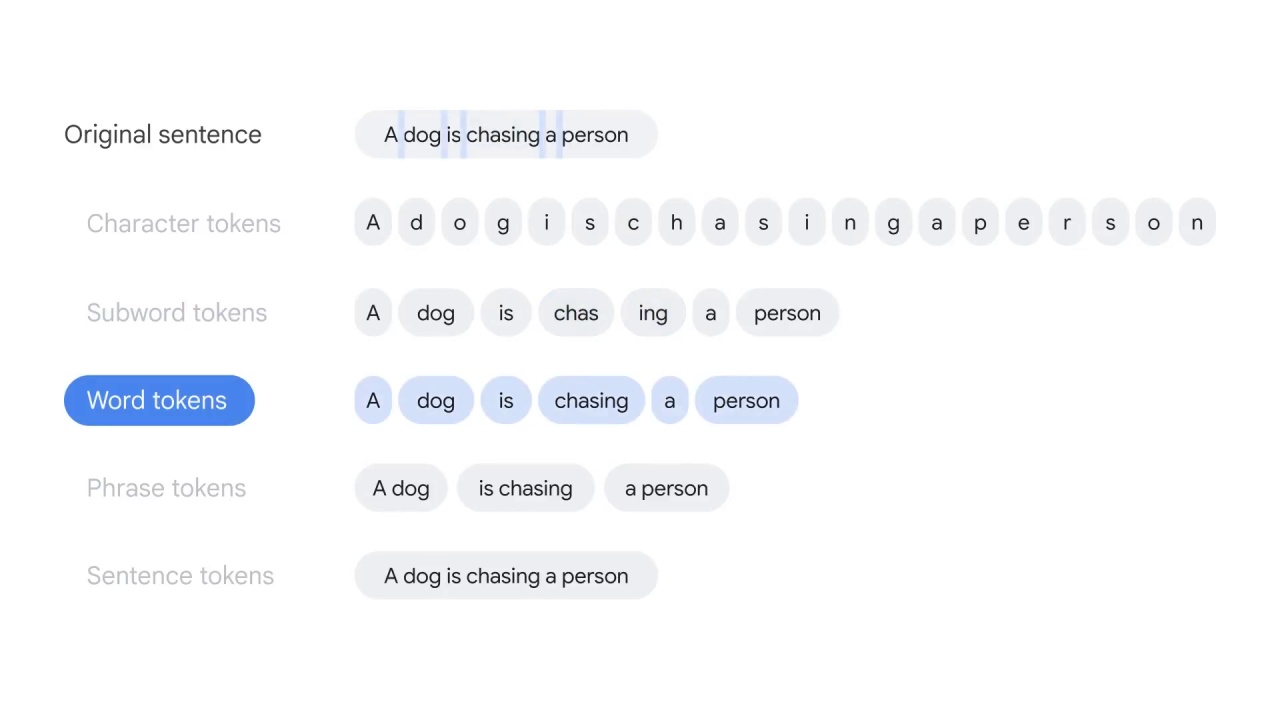 Original sentence A dog is chasing a person
Character tokens A d o g i s c h a s i n g a p e r s o n
Subword tokens A dog is chas ing a person
Word tokens A dog is chasing a person
Phrase tokens A dog is chasing a person
Sentence tokens A dog is chasing a person